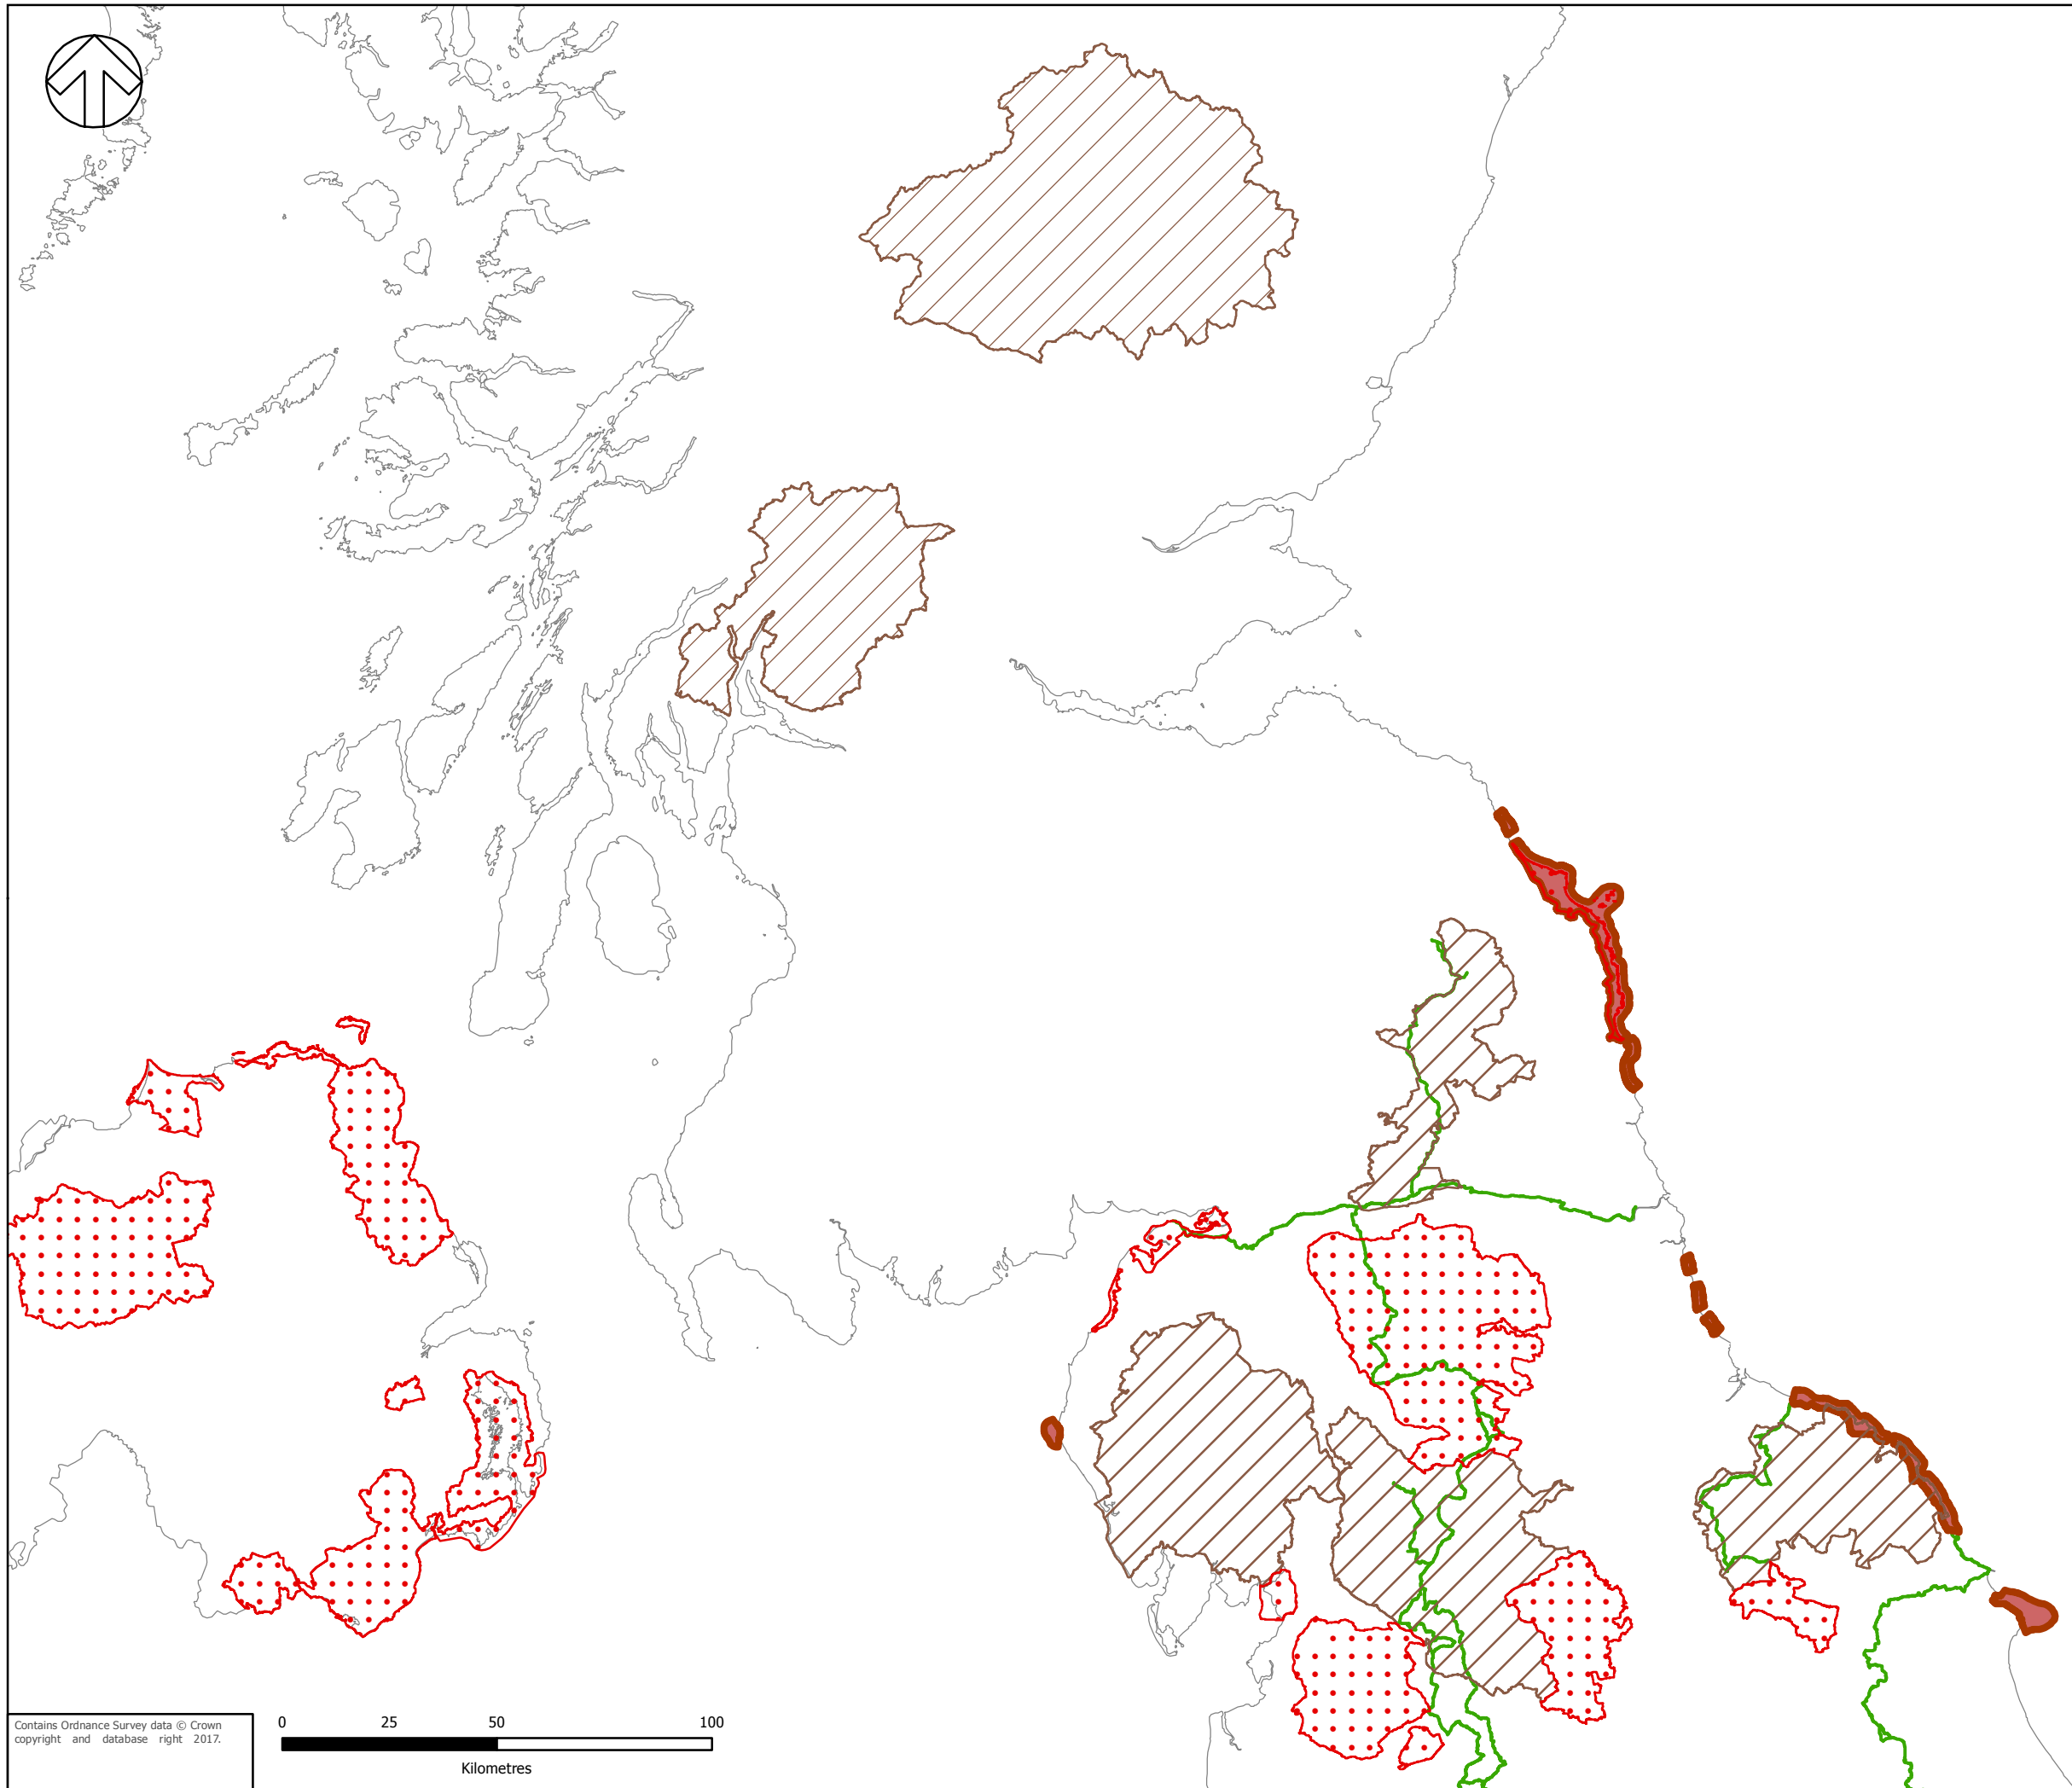 Contains Ordnance Survey data © Crown
copyright and database right 2017.
0 25 50 100
Kilometres